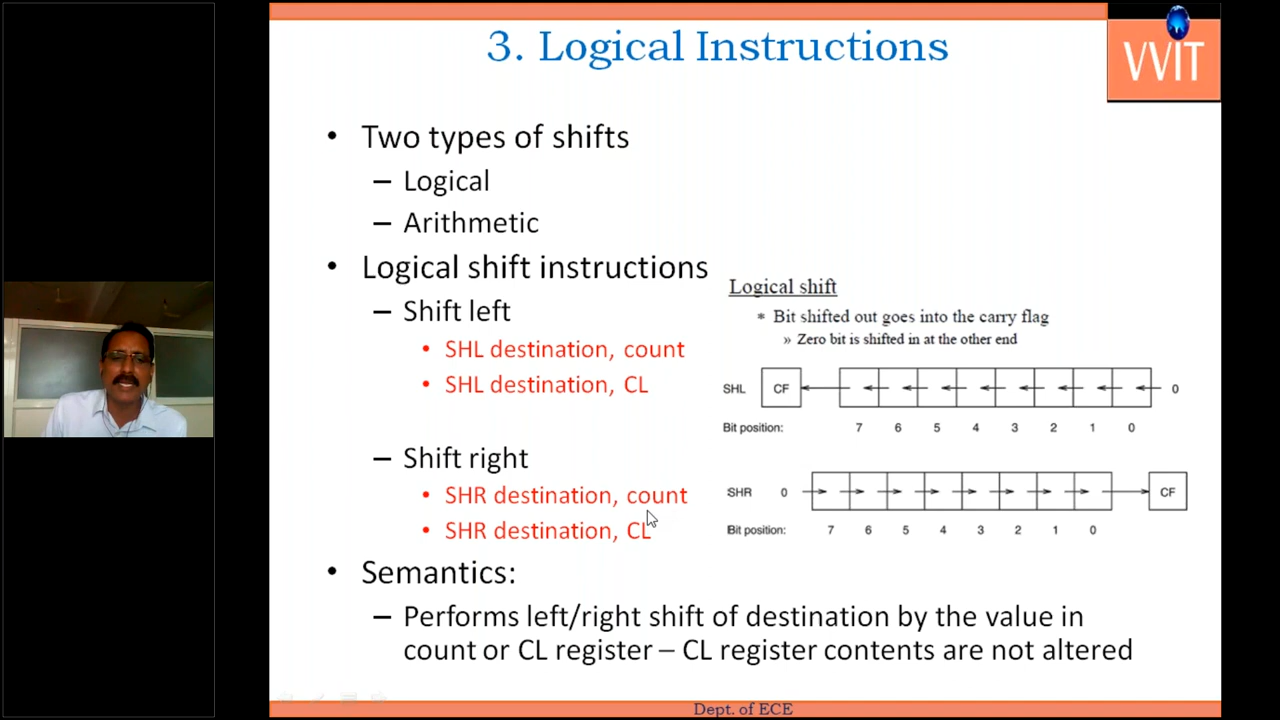 3. Logical Instructions
VVIT
• Two types of shifts
– Logical
– Arithmetic
• Logical shift instructions
– Shift left
• SHL destination, count
• SHL destination, CL
– Shift right
• SHR destination, count
• SHR destination, CL
Logical shift
* Bit shifted out goes into the carry flag
» Zero bit is shifted in at the other end
SHL CF 0
Bit position: 7 6 5 4 3 2 1 0
SHR 0 CF
Bit position: 7 6 5 4 3 2 1 0
• Semantics:
– Performs left/right shift of destination by the value in
count or CL register – CL register contents are not altered
Dept. of ECE